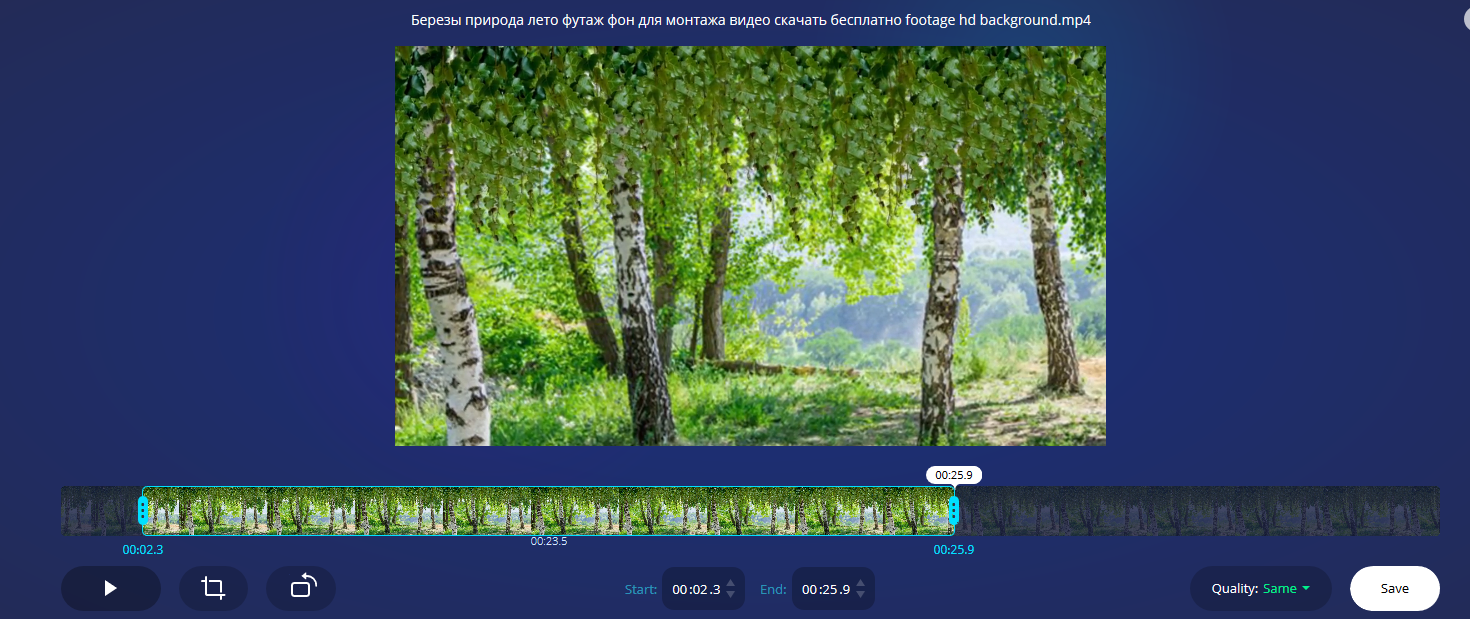 Березы природа лето футаж фон для монтажа видео скачать бесплатно footage hd background.mp4
00:25.9
00:23.5
00:02.3
00:25.9
Start: 00:02.3 End: 00:25.9
Quality: Same
Save